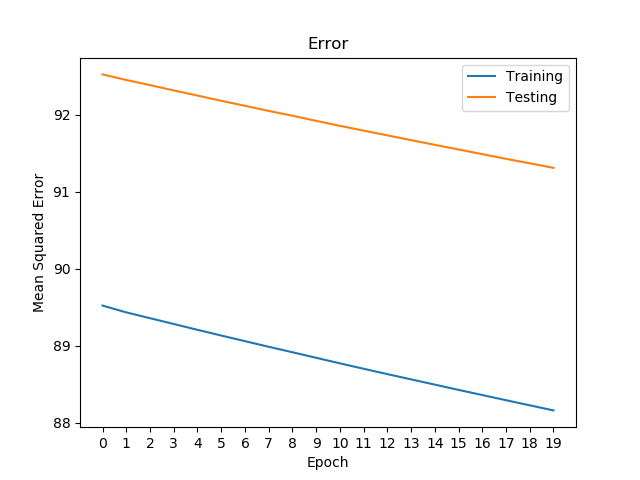 Error
Training
Testing
Mean Squared Error
92
91
90
89
88
0 1 2 3 4 5 6 7 8 9 10 11 12 13 14 15 16 17 18 19
Epoch